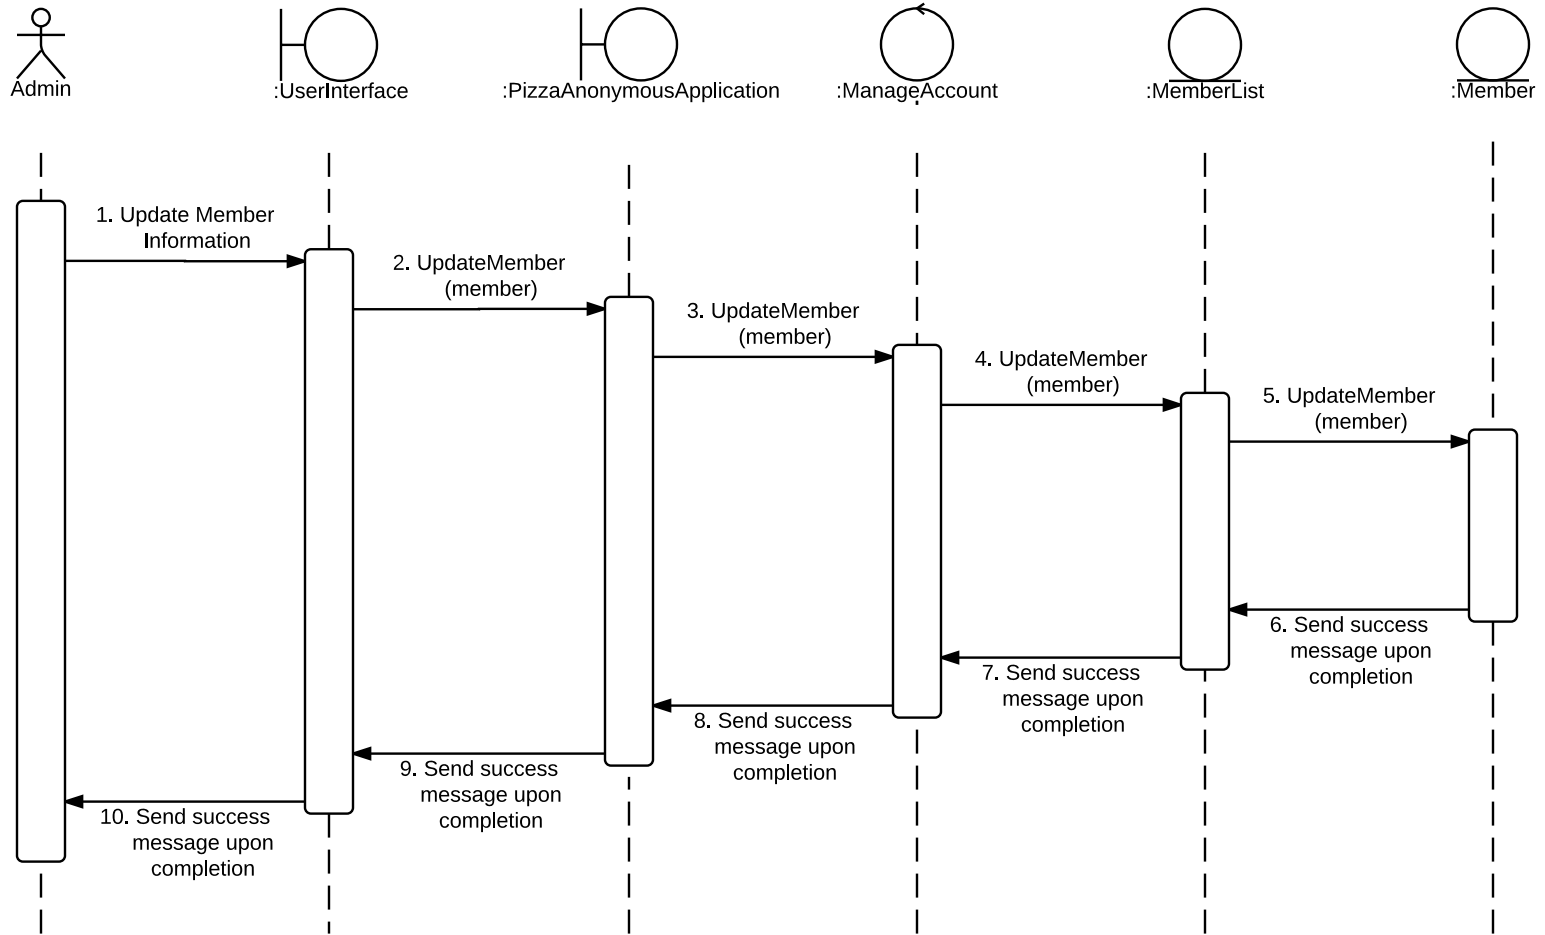 Admin
:UserInterface
:PizzaAnonymousApplication
:ManageAccount
:MemberList
:Member
1. Update Member
Information
2. UpdateMember
(member)
3. UpdateMember
(member)
4. UpdateMember
(member)
5. UpdateMember
(member)
6. Send success
message upon
completion
7. Send success
message upon
completion
8. Send success
message upon
completion
9. Send success
message upon
completion
10. Send success
message upon
completion